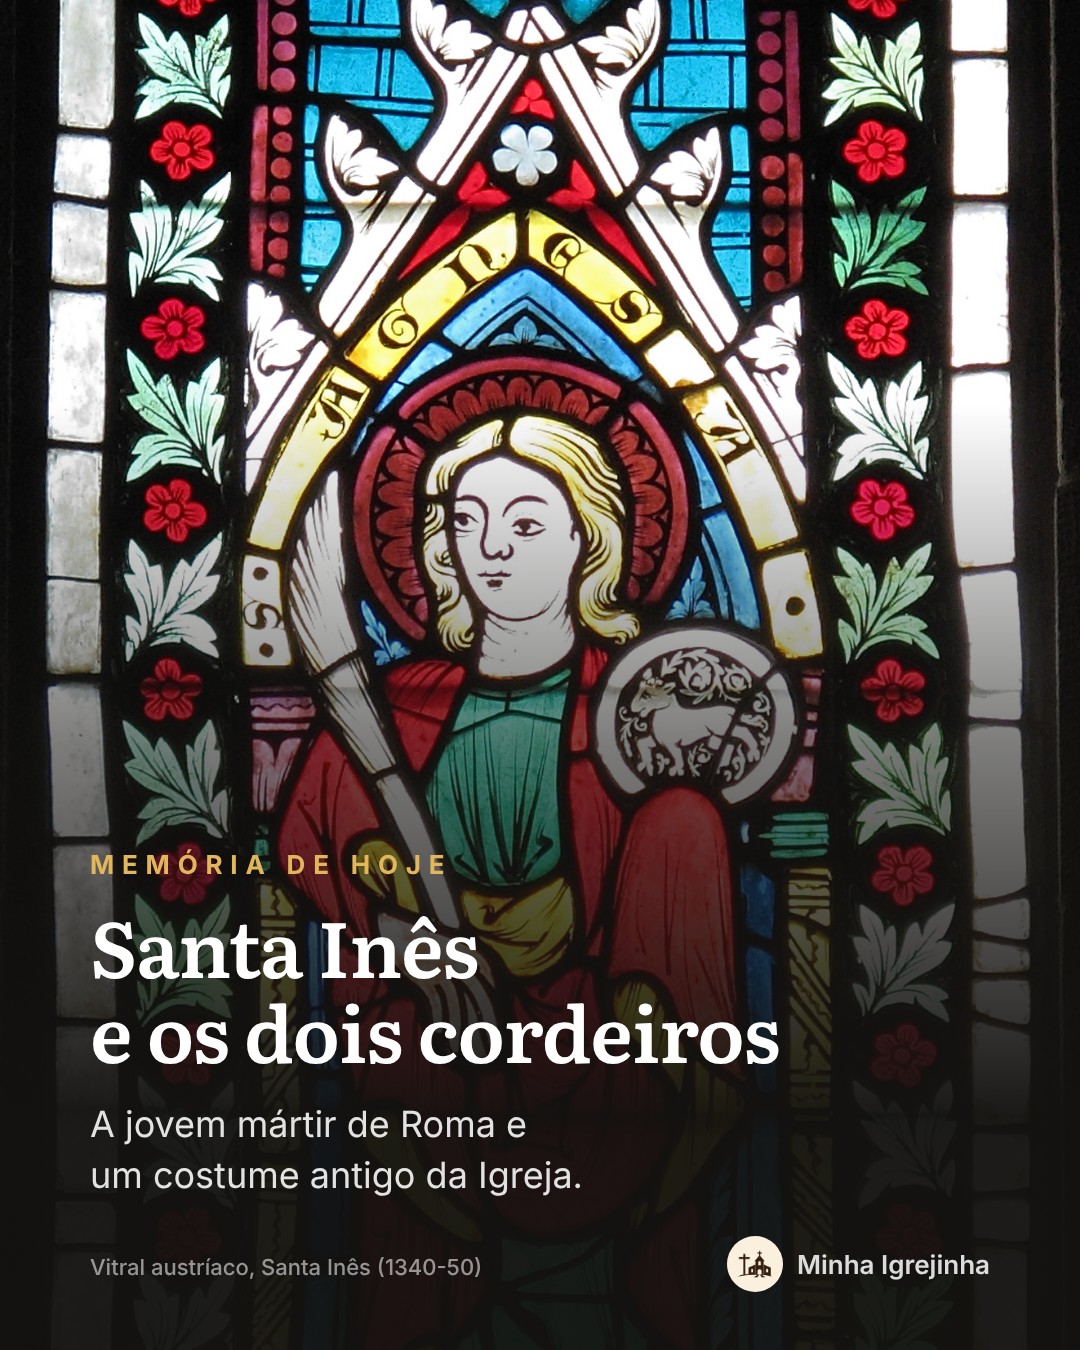 AGNES A
MEMÓRIA DE HOJE
Santa Inês
e os dois cordeiros
A jovem mártir de Roma e
um costume antigo da Igreja.
Vitral austríaco, Santa Inês (1340-50)
Minha Igrejinha